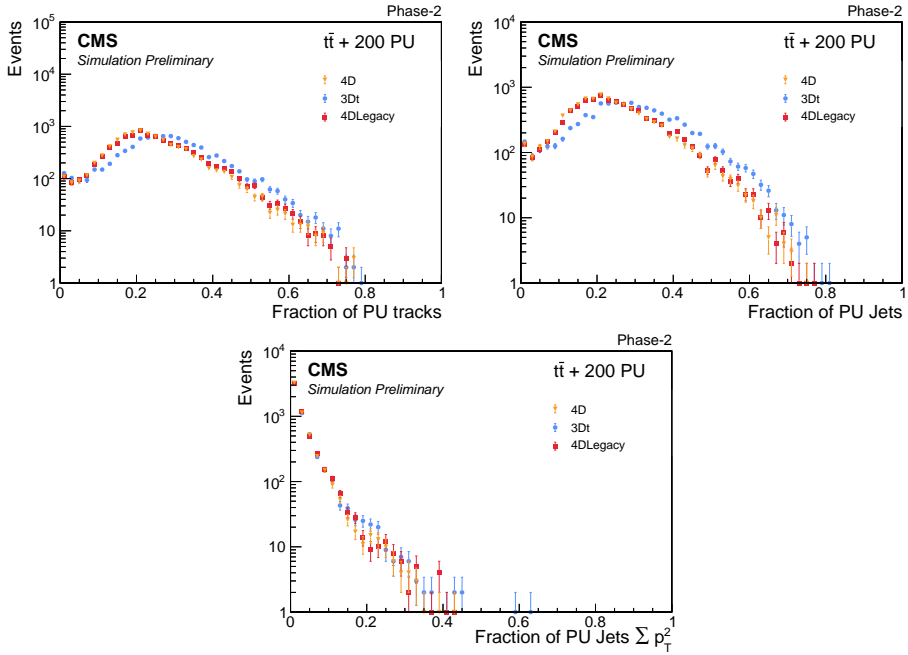 Phase-2
Events
10^5
10^4
10^3
10^2
10
1
CMS
Simulation Preliminary
tt̄ + 200 PU
4D
3Dt
4DLegacy
0 0.2 0.4 0.6 0.8 1
Fraction of PU tracks
Phase-2
Events
10^4
10^3
10^2
10
1
CMS
Simulation Preliminary
tt̄ + 200 PU
4D
3Dt
4DLegacy
0 0.2 0.4 0.6 0.8 1
Fraction of PU Jets
Phase-2
Events
10^4
10^3
10^2
10
1
CMS
Simulation Preliminary
tt̄ + 200 PU
4D
3Dt
4DLegacy
0 0.2 0.4 0.6 0.8 1
Fraction of PU Jets Σ p_T^2